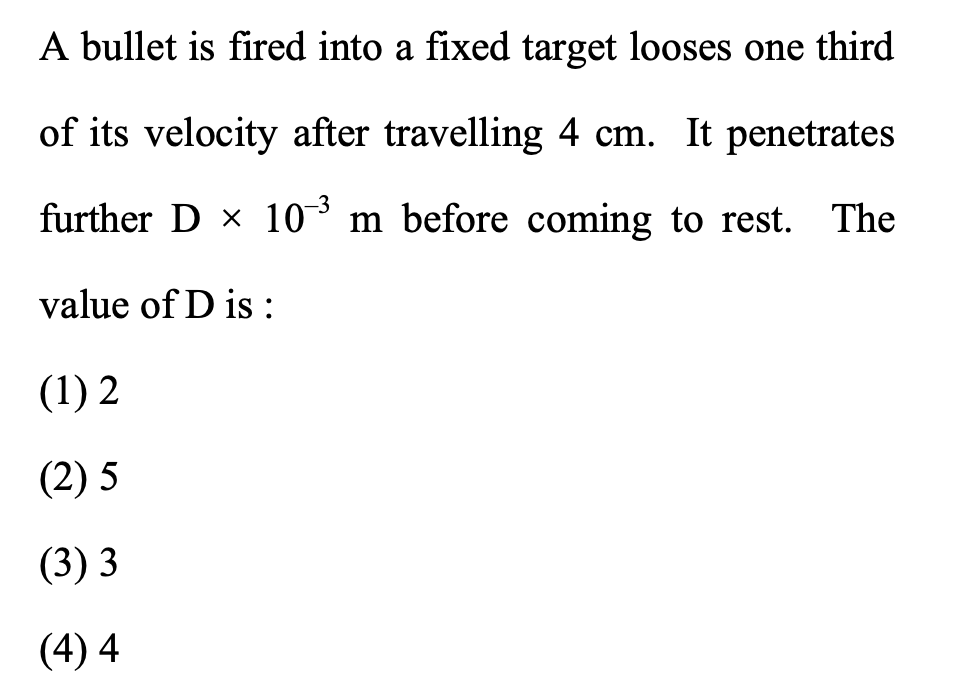 A bullet is fired into a fixed target looses one third
of its velocity after travelling 4 cm. It penetrates
further D × 10⁻³ m before coming to rest. The
value of D is :
(1) 2
(2) 5
(3) 3
(4) 4